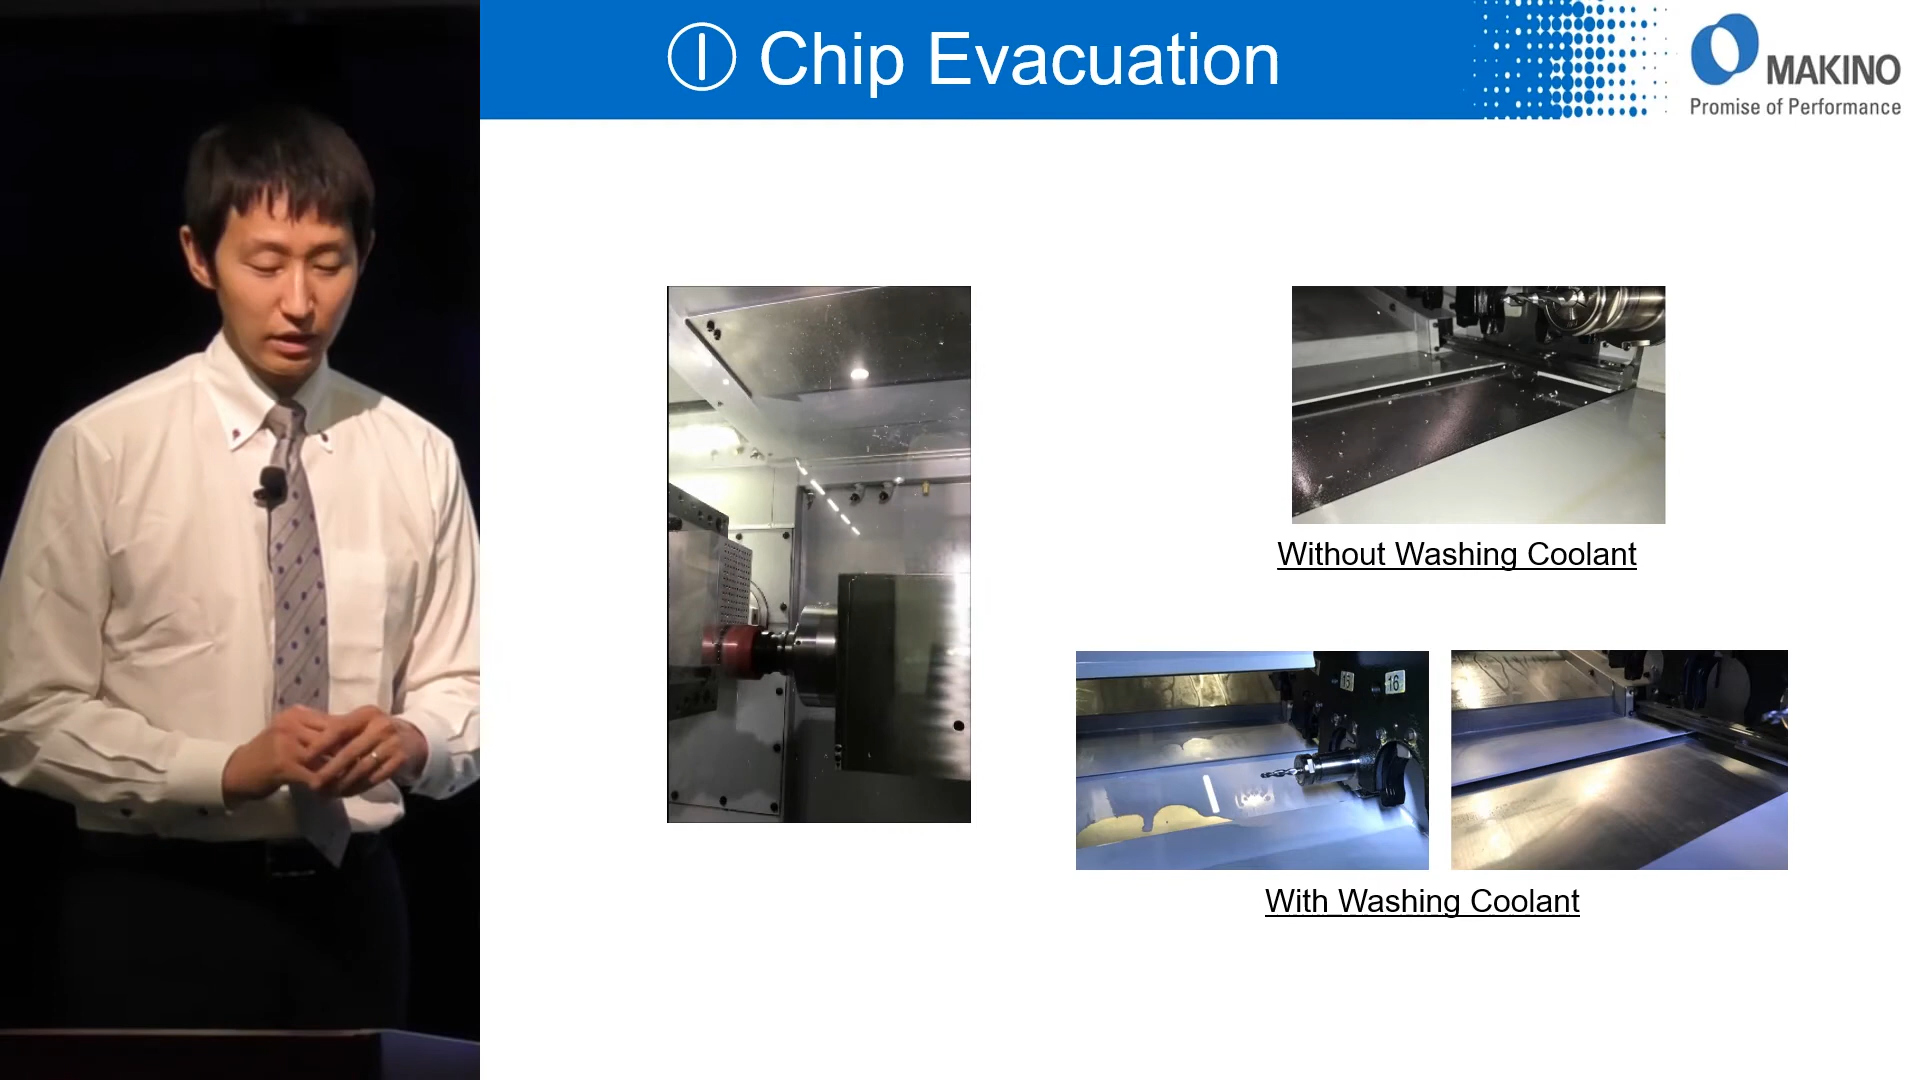 ① Chip Evacuation
MAKINO
Promise of Performance
Without Washing Coolant
15
16
With Washing Coolant